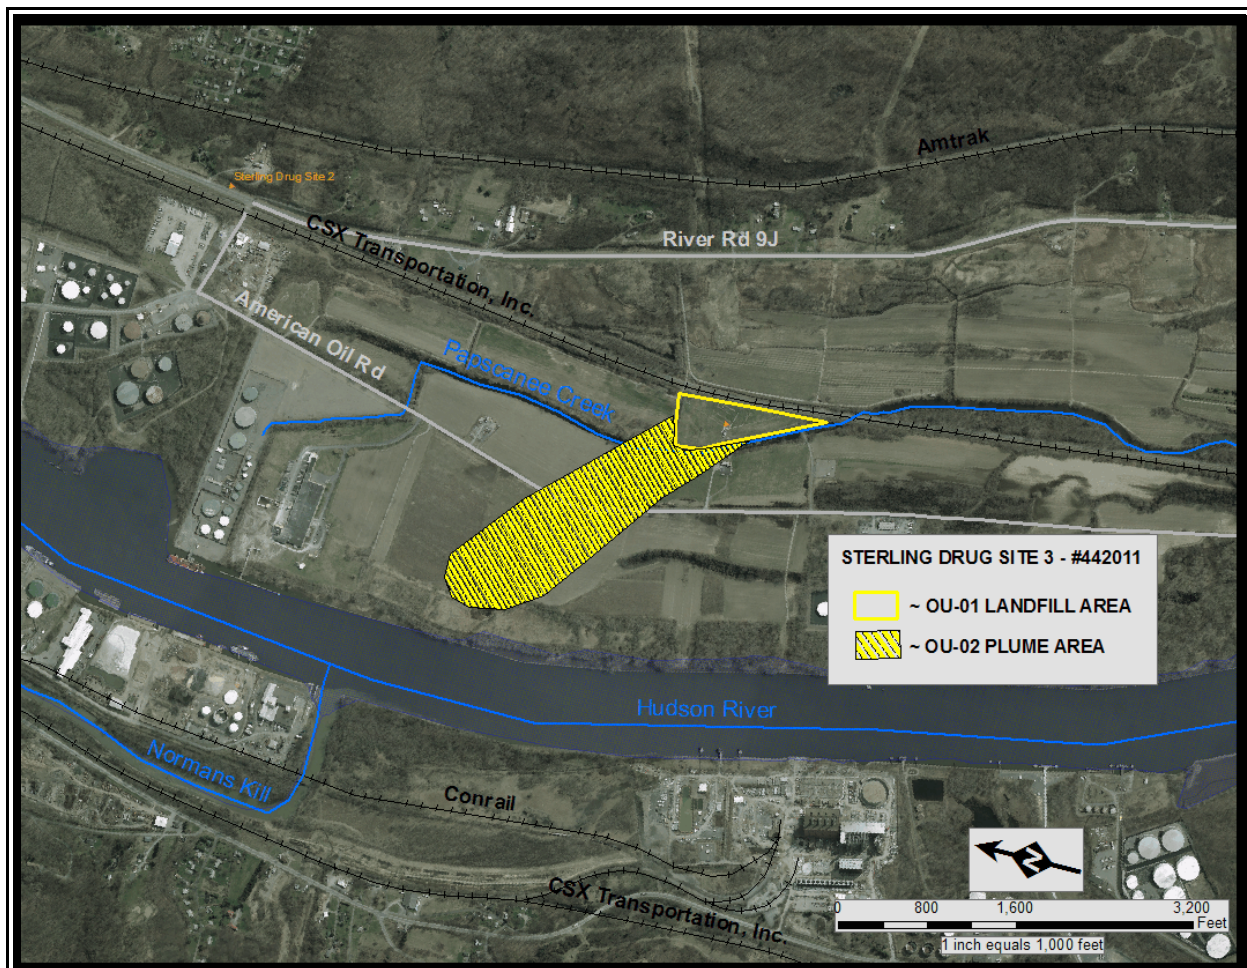 Amtrak
Sterling Drug Site 2
CSX Transportation, Inc.
River Rd 9J
American Oil Rd
Papscanee Creek
STERLING DRUG SITE 3 - #442011
~ OU-01 LANDFILL AREA
~ OU-02 PLUME AREA
Hudson River
Normans Kill
Conrail
CSX Transportation, Inc.
N
0 800 1,600 3,200
Feet
1 inch equals 1,000 feet